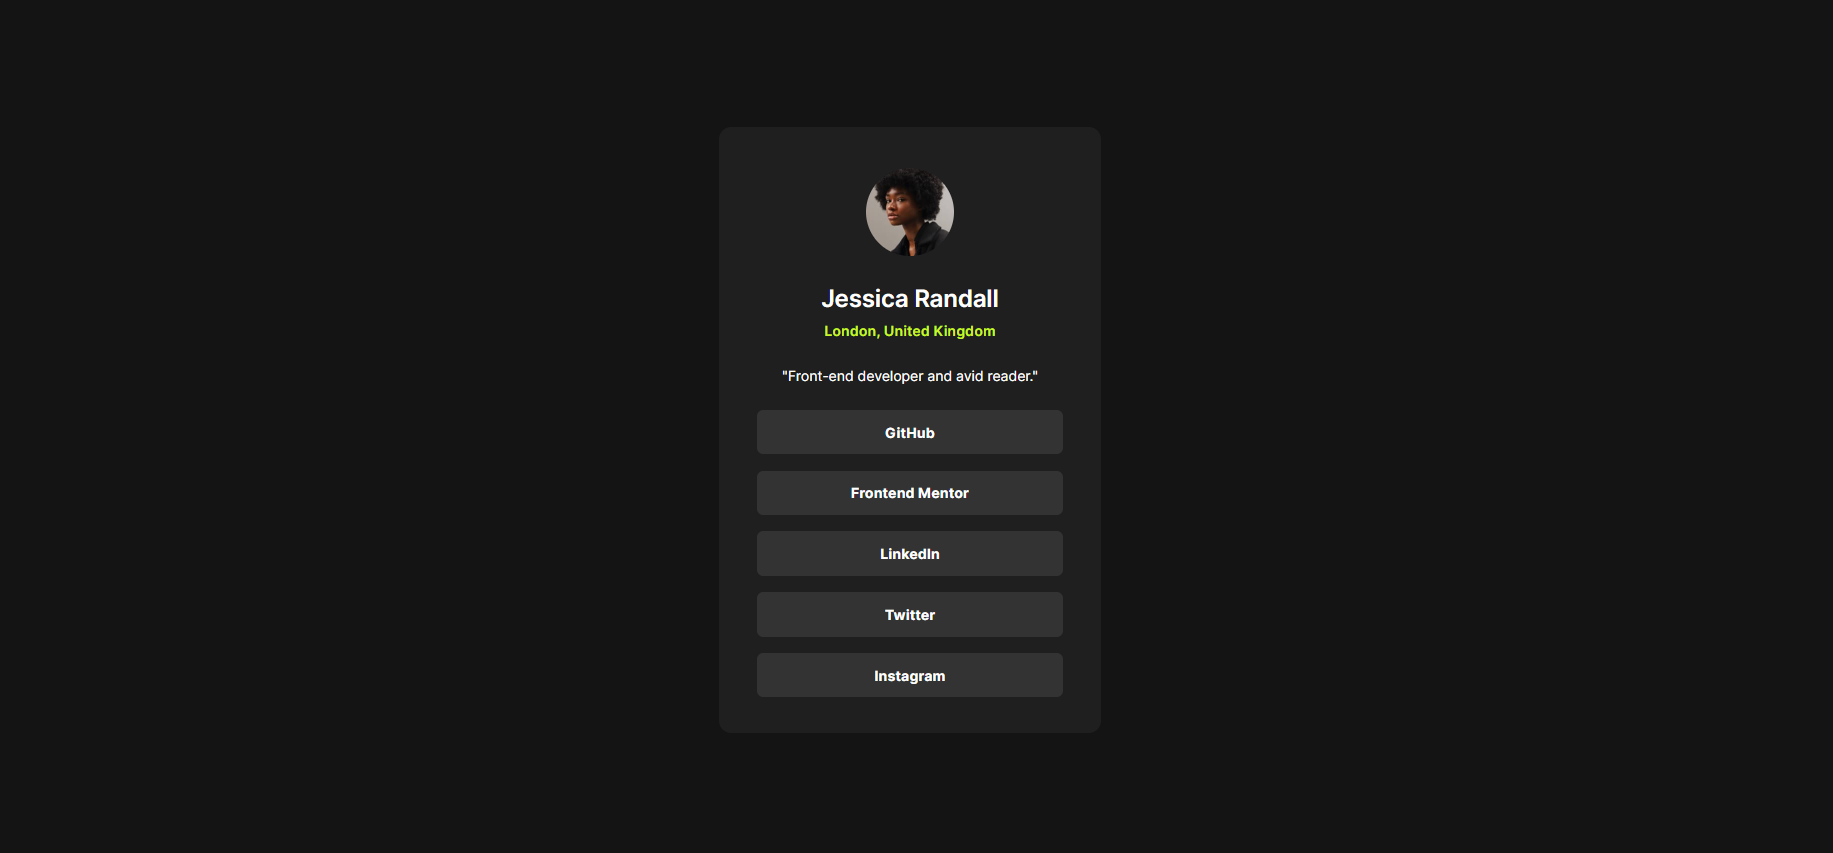 Jessica Randall
London, United Kingdom
"Front-end developer and avid reader."
GitHub
Frontend Mentor
LinkedIn
Twitter
Instagram